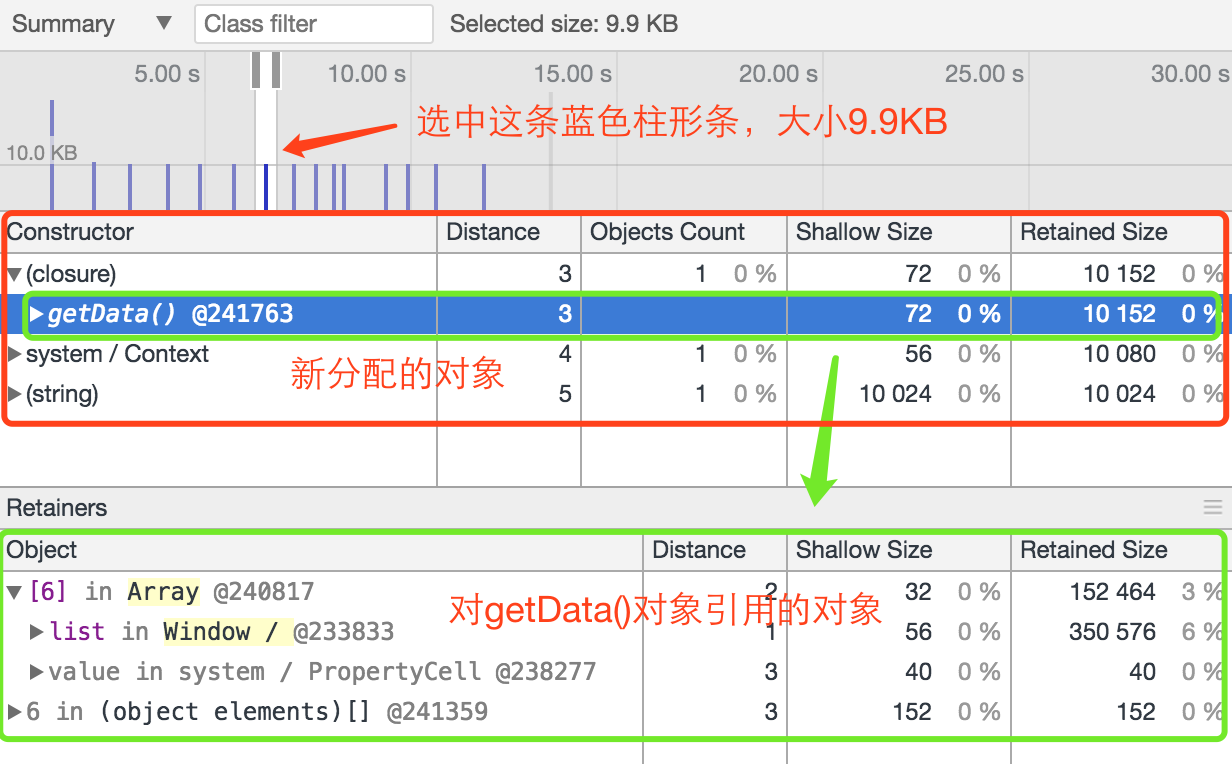 Summary ▼ Class filter Selected size: 9.9 KB
5.00 s 10.00 s 15.00 s 20.00 s 25.00 s 30.00 s
选中这条蓝色柱形条，大小9.9KB
10.0 KB
Constructor Distance Objects Count Shallow Size Retained Size
▼(closure) 3 1 0 % 72 0 % 10 152 0 %
▶getData() @241763 3 72 0 % 10 152 0 %
▶system / Context 4 1 0 % 56 0 % 10 080 0 %
新分配的对象
▶(string) 5 1 0 % 10 024 0 % 10 024 0 %
Retainers
Object Distance Shallow Size Retained Size
▼[6] in Array @240817 2 32 0 % 152 464 3 %
对getData()对象引用的对象
▶list in Window / @233833 1 56 0 % 350 576 6 %
▶value in system / PropertyCell @238277 3 40 0 % 40 0 %
▶6 in (object elements)[] @241359 3 152 0 % 152 0 %